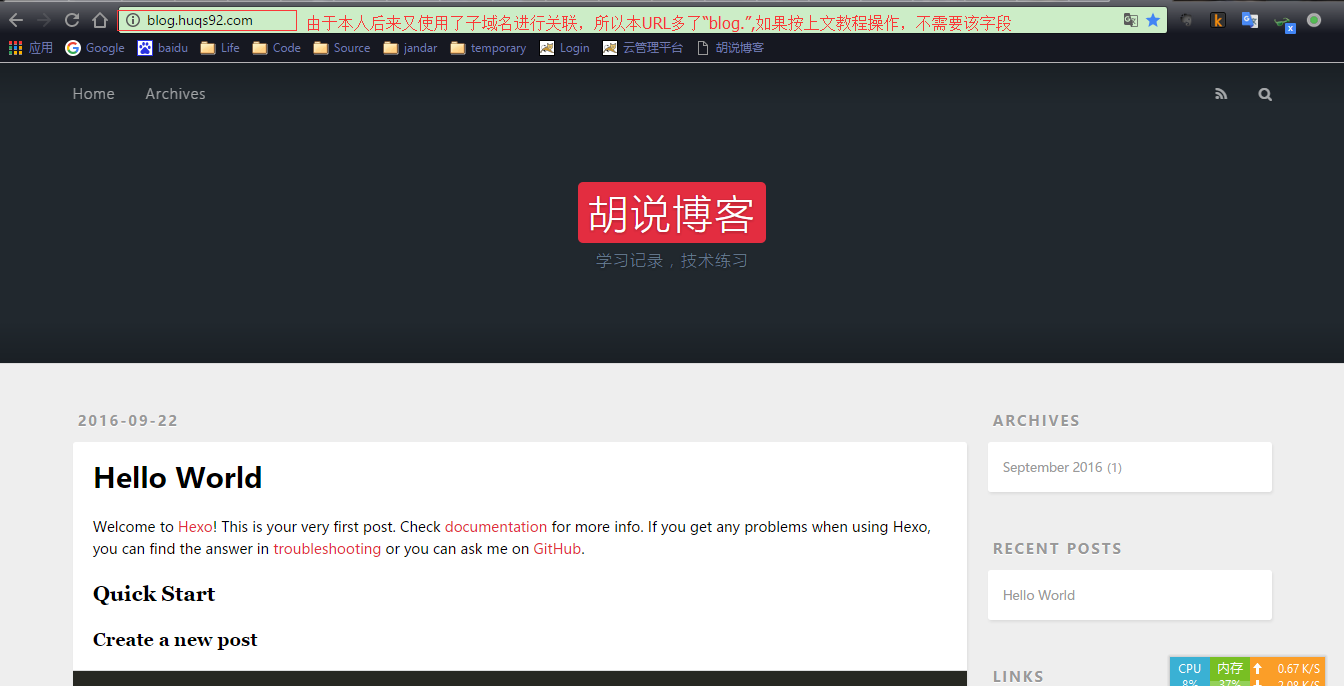 blog.huqs92.com 由于本人后来又使用了子域名进行关联，所以本URL多了“blog.”,如果按上文教程操作，不需要该字段
应用 Google baidu Life Code Source jandar temporary Login 云管理平台 胡说博客
Home Archives
胡说博客
学习记录，技术练习
2016-09-22
Hello World
Welcome to Hexo! This is your very first post. Check documentation for more info. If you get any problems when using Hexo,
you can find the answer in troubleshooting or you can ask me on GitHub.
Quick Start
Create a new post
ARCHIVES
September 2016 (1)
RECENT POSTS
Hello World
LINKS
CPU 内存 0.67 K/S
8% 37% 2.08 K/S